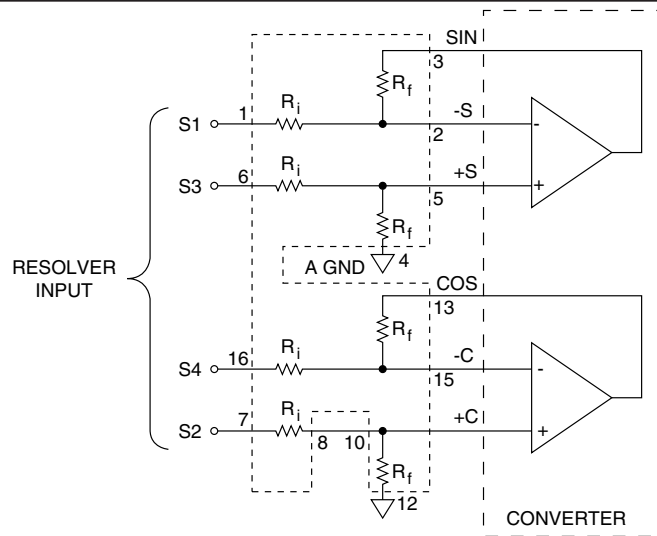 SIN
3
Rf
S1 1 Ri -S -
2
S3 6 Ri +S +
5
Rf
A GND 4
RESOLVER
INPUT
COS
13
Rf
S4 16 Ri -C -
15
S2 7 Ri +C +
8 10
Rf
12
CONVERTER